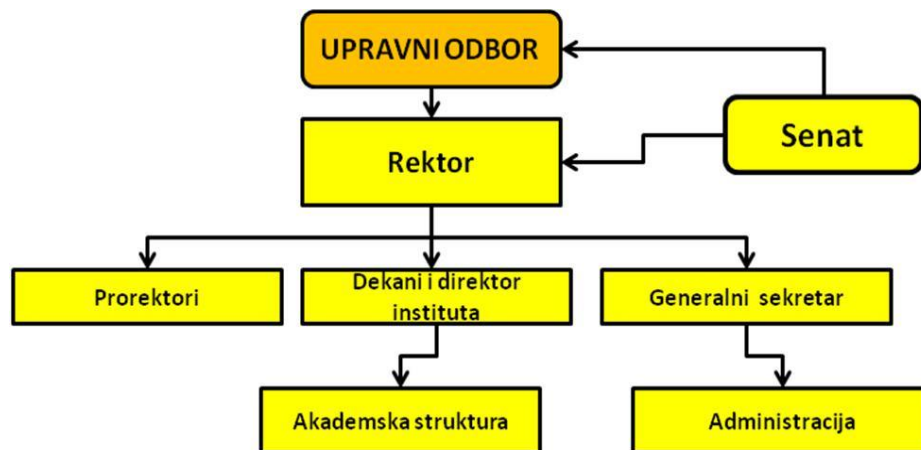 UPRAVNI ODBOR
Senat
Rektor
Prorektori
Dekani i direktor
instituta
Generalni sekretar
Akademska struktura
Administracija